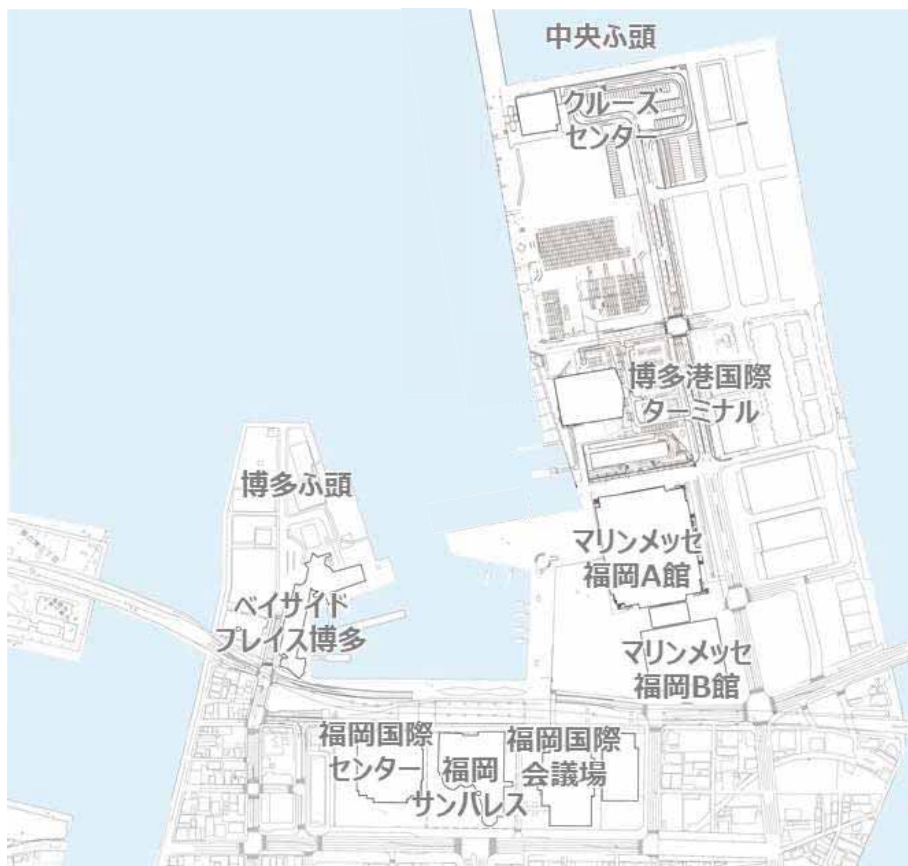 中央ふ頭
クルーズ
センター
博多港国際
ターミナル
博多ふ頭
マリンメッセ
福岡A館
ベイサイド
プレイス博多
マリンメッセ
福岡B館
福岡国際
センター
福岡
サンパレス
福岡国際
会議場